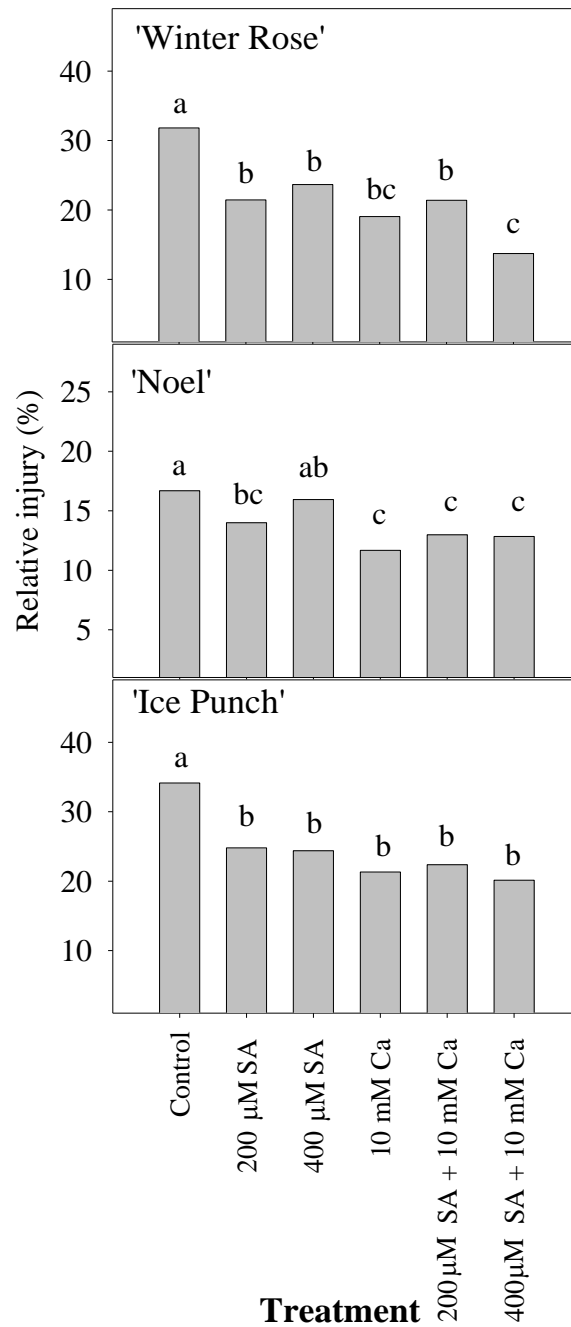 'Winter Rose'
40
30
20
10
a
b
b
bc
b
c
Relative injury (%)
'Noel'
25
20
15
10
5
a
bc
ab
c
c
c
'Ice Punch'
40
30
20
10
a
b
b
b
b
b
Control
200 µM SA
400 µM SA
10 mM Ca
200µM SA + 10 mM Ca
400µM SA + 10 mM Ca
Treatment